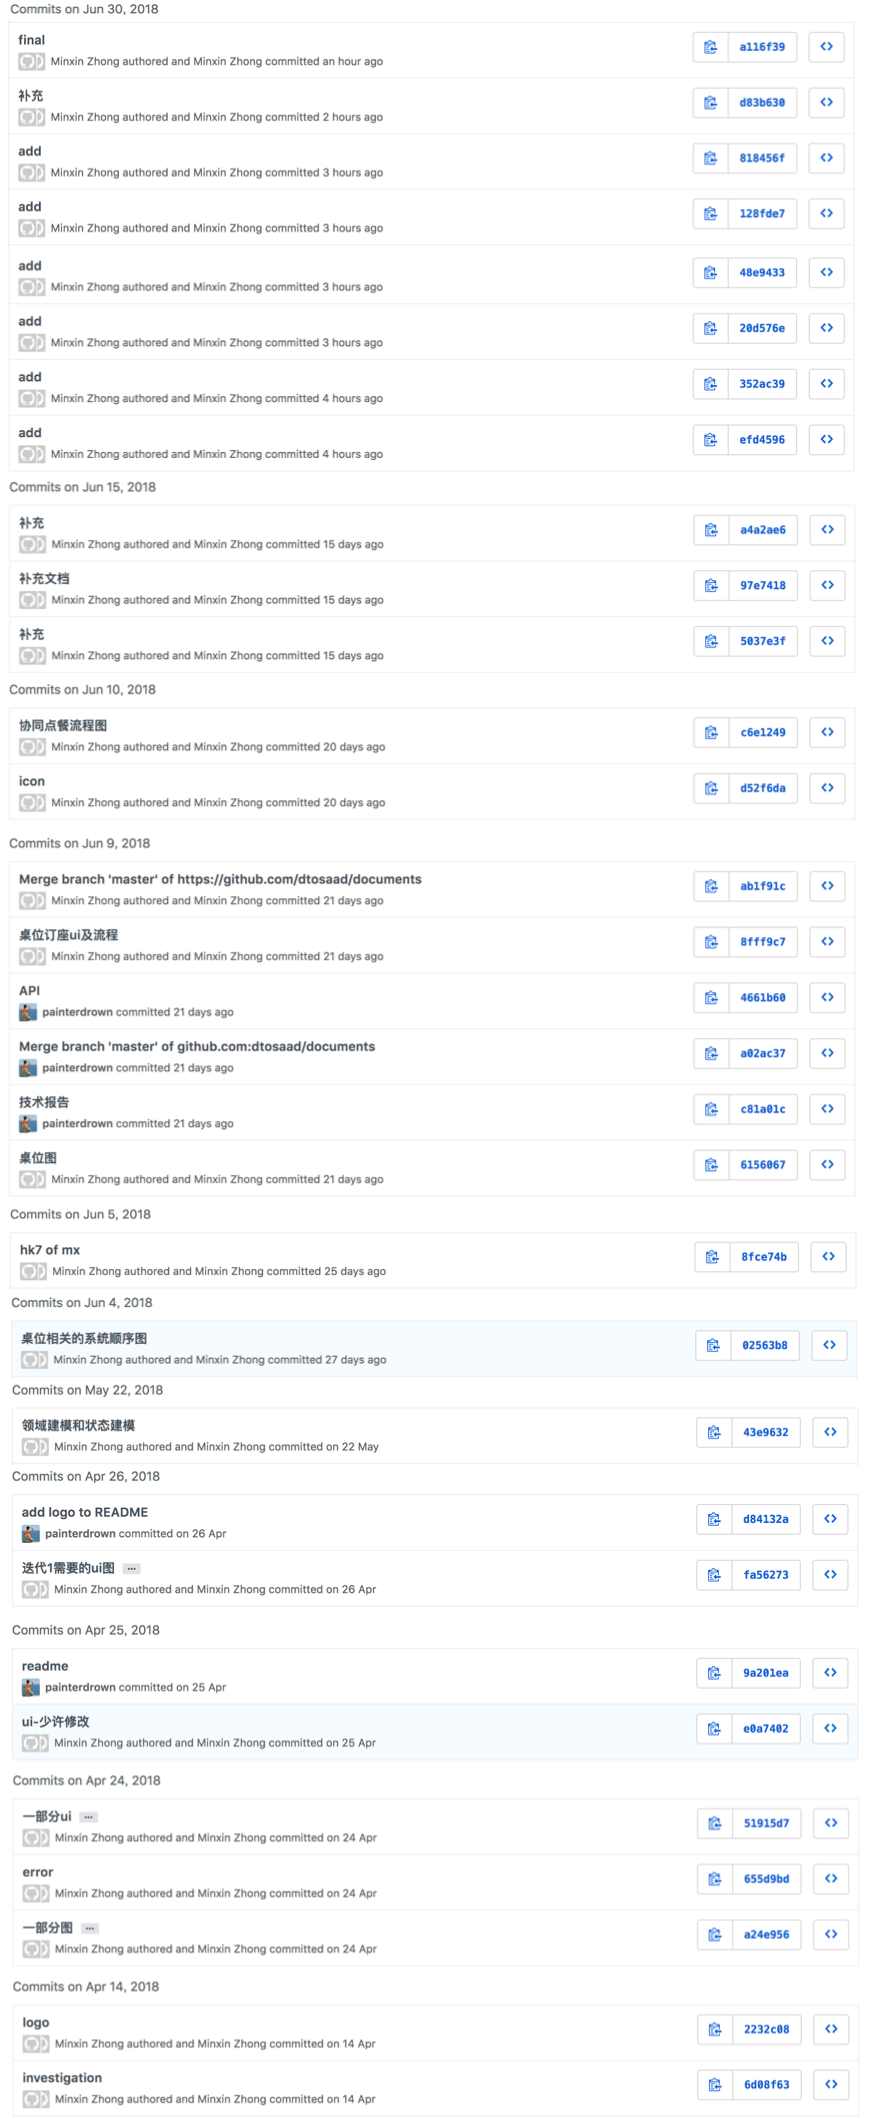 Commits on Jun 30, 2018
final
Minxin Zhong authored and Minxin Zhong committed an hour ago
a116f39
补充
Minxin Zhong authored and Minxin Zhong committed 2 hours ago
d83b630
add
Minxin Zhong authored and Minxin Zhong committed 3 hours ago
818456f
add
Minxin Zhong authored and Minxin Zhong committed 3 hours ago
128fde7
add
Minxin Zhong authored and Minxin Zhong committed 3 hours ago
48e9433
add
Minxin Zhong authored and Minxin Zhong committed 3 hours ago
20d576e
add
Minxin Zhong authored and Minxin Zhong committed 4 hours ago
352ac39
add
Minxin Zhong authored and Minxin Zhong committed 4 hours ago
efd4596
Commits on Jun 15, 2018
补充
Minxin Zhong authored and Minxin Zhong committed 15 days ago
a4a2ae6
补充文档
Minxin Zhong authored and Minxin Zhong committed 15 days ago
97e7418
补充
Minxin Zhong authored and Minxin Zhong committed 15 days ago
5037e3f
Commits on Jun 10, 2018
协同点餐流程图
Minxin Zhong authored and Minxin Zhong committed 20 days ago
c6e1249
icon
Minxin Zhong authored and Minxin Zhong committed 20 days ago
d52f6da
Commits on Jun 9, 2018
Merge branch 'master' of https://github.com/dtosaad/documents
Minxin Zhong authored and Minxin Zhong committed 21 days ago
ab1f91c
桌位订座ui及流程
Minxin Zhong authored and Minxin Zhong committed 21 days ago
8fff9c7
API
painterdrown committed 21 days ago
4661b60
Merge branch 'master' of github.com:dtosaad/documents
painterdrown committed 21 days ago
a02ac37
技术报告
painterdrown committed 21 days ago
c81a01c
桌位图
Minxin Zhong authored and Minxin Zhong committed 21 days ago
6156067
Commits on Jun 5, 2018
hk7 of mx
Minxin Zhong authored and Minxin Zhong committed 25 days ago
8fce74b
Commits on Jun 4, 2018
桌位相关的系统顺序图
Minxin Zhong authored and Minxin Zhong committed 27 days ago
02563b8
Commits on May 22, 2018
领域建模和状态建模
Minxin Zhong authored and Minxin Zhong committed on 22 May
43e9632
Commits on Apr 26, 2018
add logo to README
painterdrown committed on 26 Apr
d84132a
迭代1需要的ui图 …
Minxin Zhong authored and Minxin Zhong committed on 26 Apr
fa56273
Commits on Apr 25, 2018
readme
painterdrown committed on 25 Apr
9a201ea
ui-少许修改
Minxin Zhong authored and Minxin Zhong committed on 25 Apr
e0a7402
Commits on Apr 24, 2018
一部分ui …
Minxin Zhong authored and Minxin Zhong committed on 24 Apr
51915d7
error
Minxin Zhong authored and Minxin Zhong committed on 24 Apr
655d9bd
一部分图 …
Minxin Zhong authored and Minxin Zhong committed on 24 Apr
a24e956
Commits on Apr 14, 2018
logo
Minxin Zhong authored and Minxin Zhong committed on 14 Apr
2232c08
investigation
Minxin Zhong authored and Minxin Zhong committed on 14 Apr
6d08f63